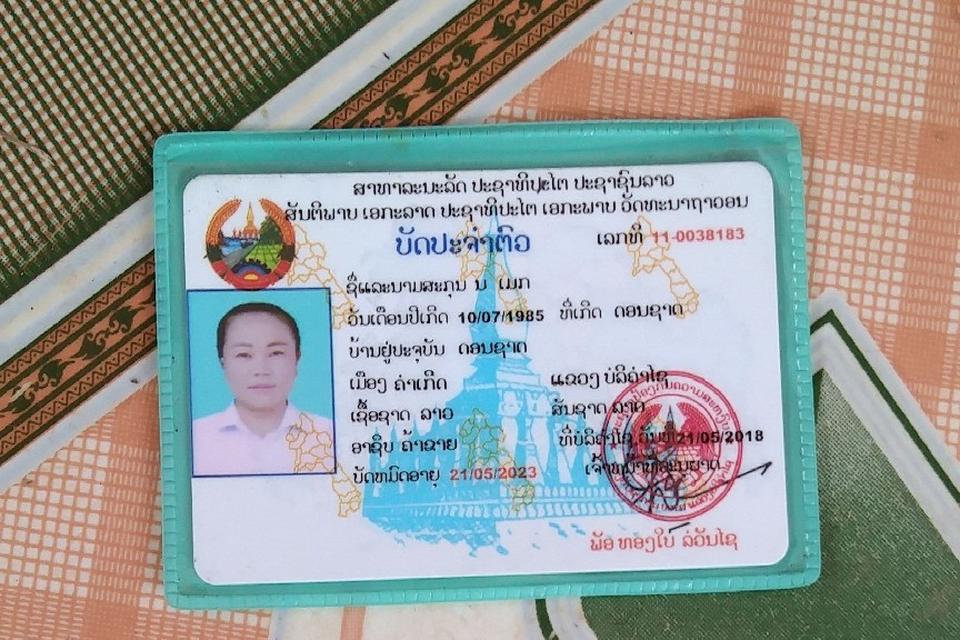 ສາທາລະນະລັດ ປະຊາທິປະໄຕ ປະຊາຊົນລາວ
ສັນຕິພາບ ເອກະລາດ ປະຊາທິປະໄຕ ເອກະພາບ ວັດທະນາຖາວອນ
ບັດປະຈໍາຕົວ ເລກທີ 11-0038183
ຊື່ແລະນາມສະກຸນ ນ ເມກ
ວັນເດືອນປີເກີດ 10/07/1985 ທີ່ເກີດ ດອນຊາດ
ບ້ານຢູ່ປະຈຸບັນ ດອນຊາດ
ເມືອງ ຄໍາເກີດ ແຂວງ ບໍລິຄໍາໄຊ
ເຊື້ອຊາດ ລາວ ສັນຊາດ ລາວ
ອາຊີບ ຄ້າຂາຍ ທີ່ບໍລິຄໍາໄຊ ວັນທີ 21/05/2018
ບັດຫມົດອາຍຸ 21/05/2023 ເຈົ້າຫນ້າທີ່ອະນຸຍາດ
ພັອ ທອງໃບ ລໍວັນໄຊ